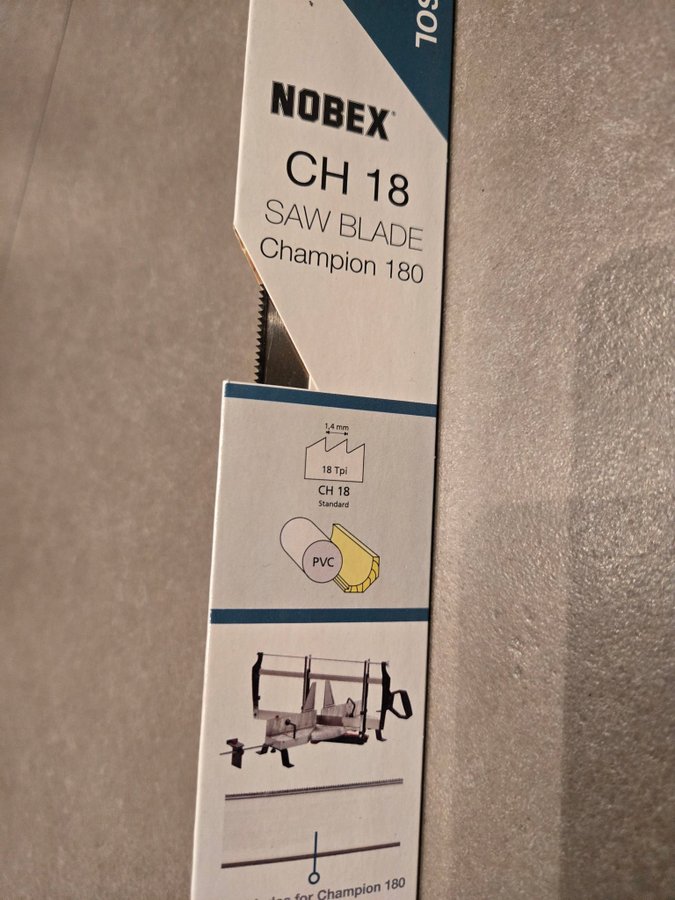 SOL
NOBEX®
CH 18
SAW BLADE
Champion 180
1,4 mm
18 Tpi
CH 18
Standard
PVC
for Champion 180